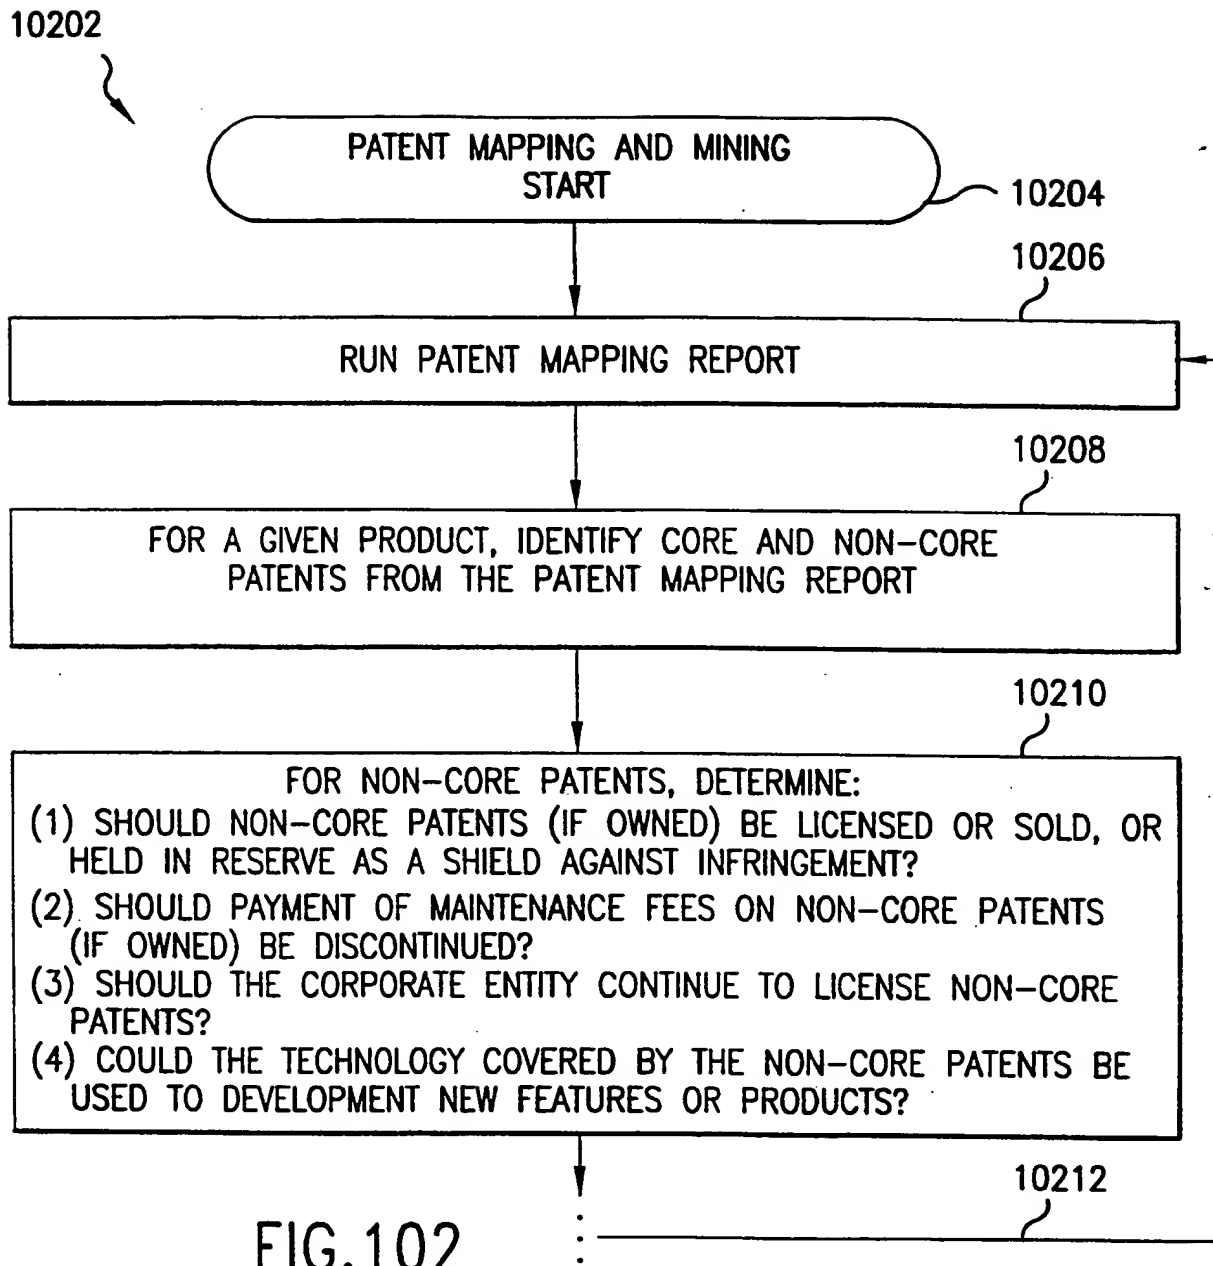 10202
PATENT MAPPING AND MINING
START
10204
10206
RUN PATENT MAPPING REPORT
10208
FOR A GIVEN PRODUCT, IDENTIFY CORE AND NON-CORE
PATENTS FROM THE PATENT MAPPING REPORT
10210
FOR NON-CORE PATENTS, DETERMINE:
(1) SHOULD NON-CORE PATENTS (IF OWNED) BE LICENSED OR SOLD, OR
HELD IN RESERVE AS A SHIELD AGAINST INFRINGEMENT?
(2) SHOULD PAYMENT OF MAINTENANCE FEES ON NON-CORE PATENTS
(IF OWNED) BE DISCONTINUED?
(3) SHOULD THE CORPORATE ENTITY CONTINUE TO LICENSE NON-CORE
PATENTS?
(4) COULD THE TECHNOLOGY COVERED BY THE NON-CORE PATENTS BE
USED TO DEVELOPMENT NEW FEATURES OR PRODUCTS?
10212
FIG.102